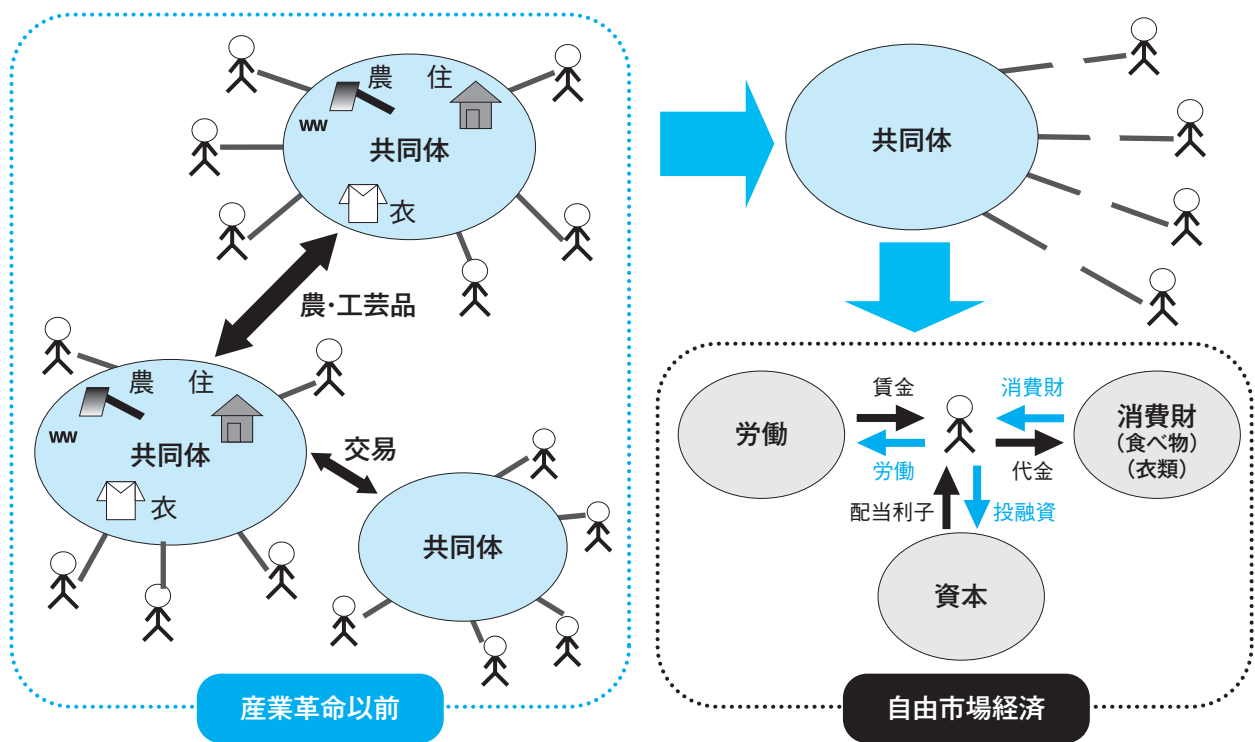 農 住
ww
共同体
衣
農・工芸品
農 住
ww
共同体
衣
交易
共同体
産業革命以前
共同体
労働
賃金
労働
消費財
代金
消費財
(食べ物)
(衣類)
配当利子
投融資
資本
自由市場経済